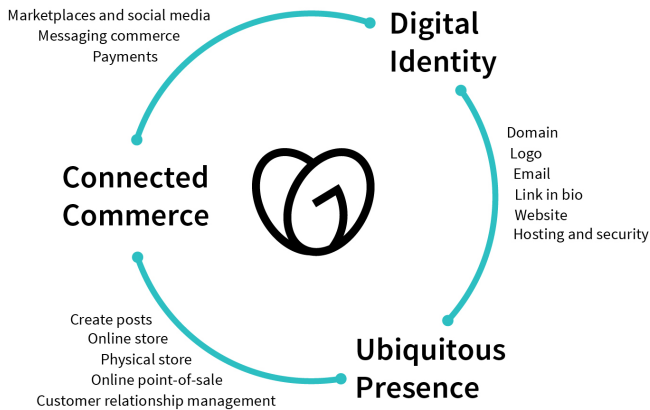 Marketplaces and social media
Messaging commerce
Payments
Digital
Identity
Domain
Logo
Email
Link in bio
Website
Hosting and security
Connected
Commerce
Create posts
Online store
Physical store
Online point-of-sale
Customer relationship management
Ubiquitous
Presence